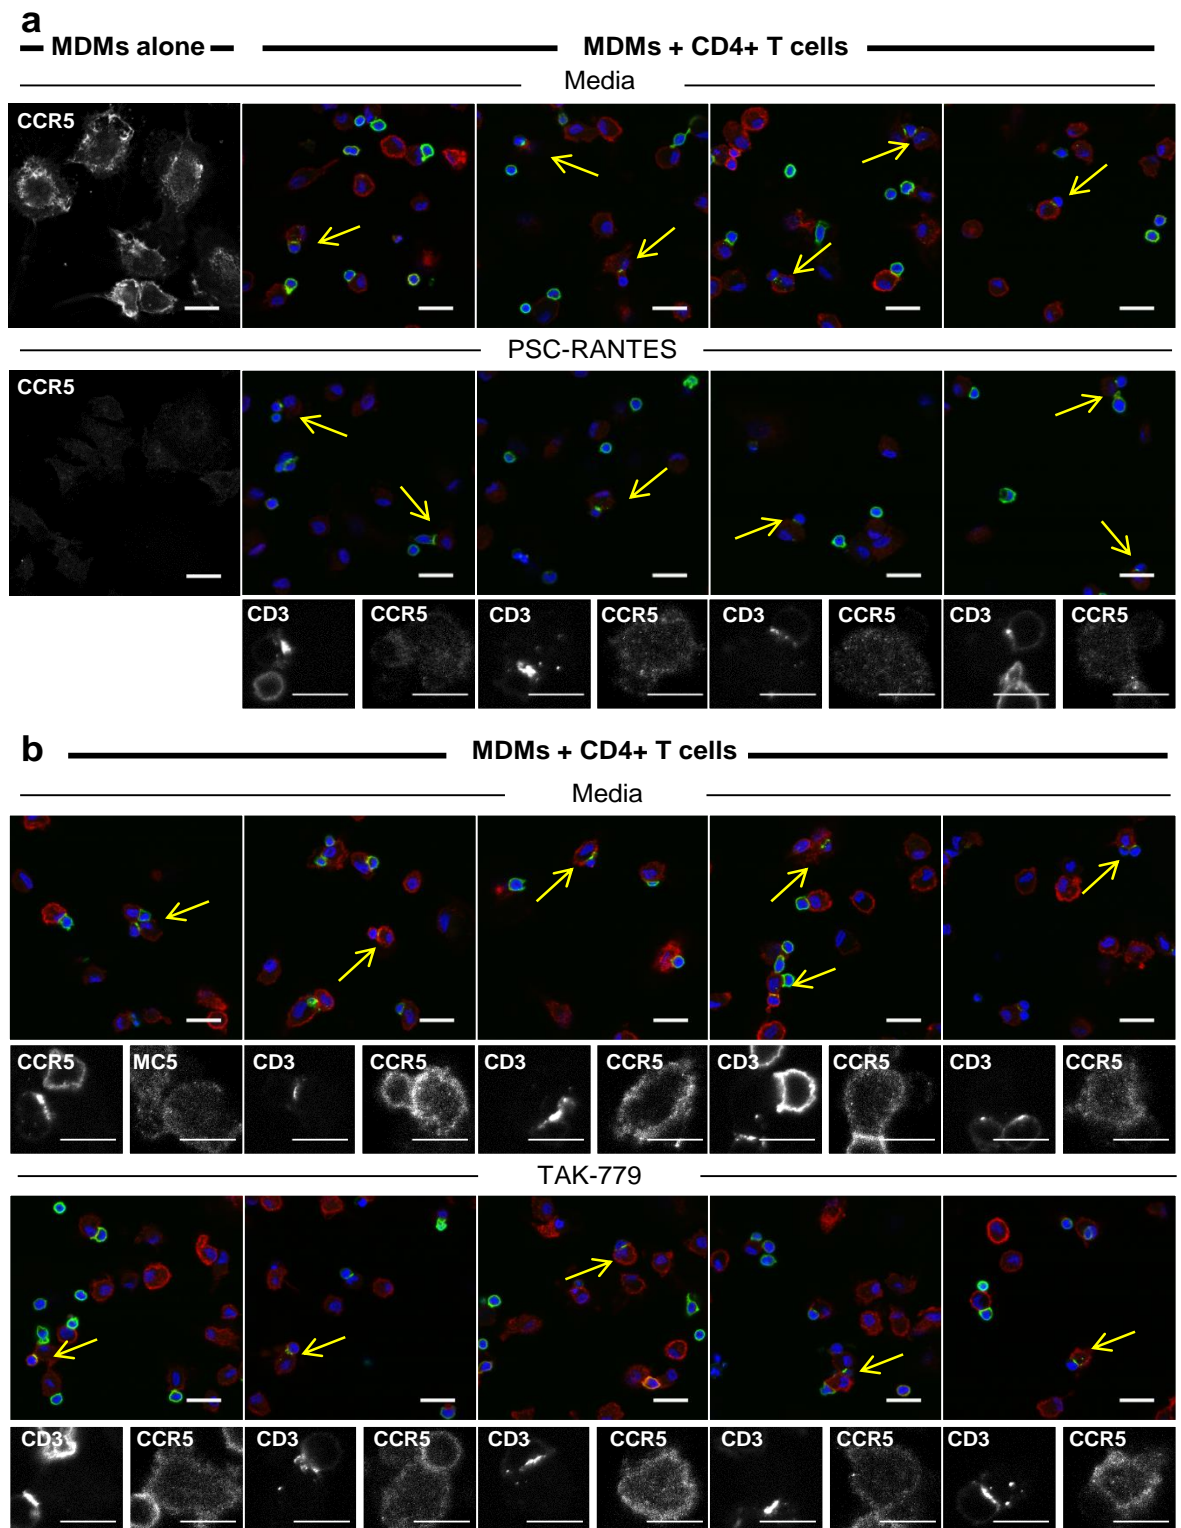 a
MDMs alone
MDMs + CD4+ T cells
Media
CCR5
PSC-RANTES
CCR5
CD3 CCR5 CD3 CCR5 CD3 CCR5 CD3 CCR5
b
MDMs + CD4+ T cells
Media
CCR5 MC5 CD3 CCR5 CD3 CCR5 CD3 CCR5 CD3 CCR5
TAK-779
CD3 CCR5 CD3 CCR5 CD3 CCR5 CD3 CCR5 CD3 CCR5